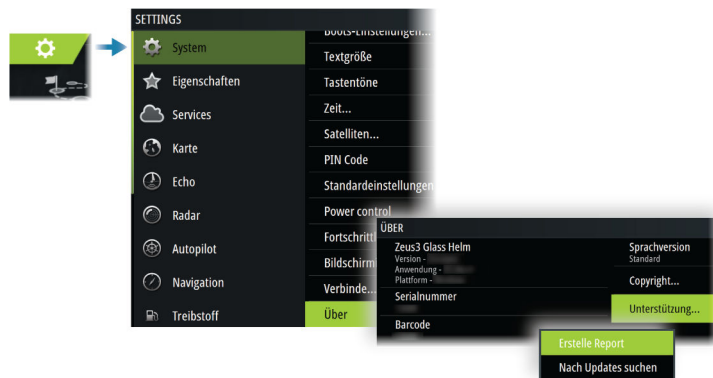 SETTINGS
System
Eigenschaften
Services
Karte
Echo
Radar
Autopilot
Navigation
Treibstoff
Boots-Einstellungen...
Textgröße
Tastentöne
Zeit...
Satelliten...
PIN Code
Standardeinstellungen
Power control
Fortschrittl
Bildschirm
Verbinde...
Über
ÜBER
Zeus3 Glass Helm
Version -
Anwendung -
Plattform -
Serialnummer
Barcode
Sprachversion
Standard
Copyright...
Unterstützung...
Erstelle Report
Nach Updates suchen